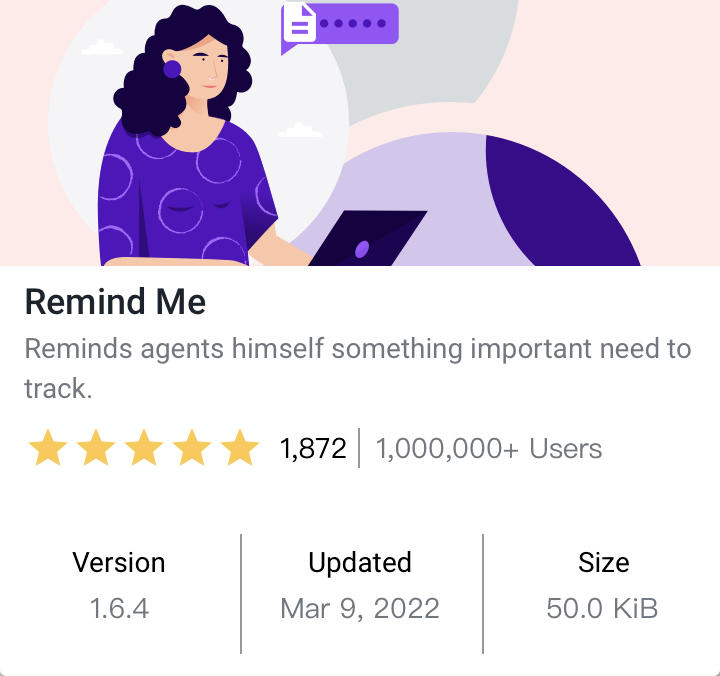 Remind Me
Reminds agents himself something important need to
track.
1,872 1,000,000+ Users
Version Updated Size
1.6.4 Mar 9, 2022 50.0 KiB